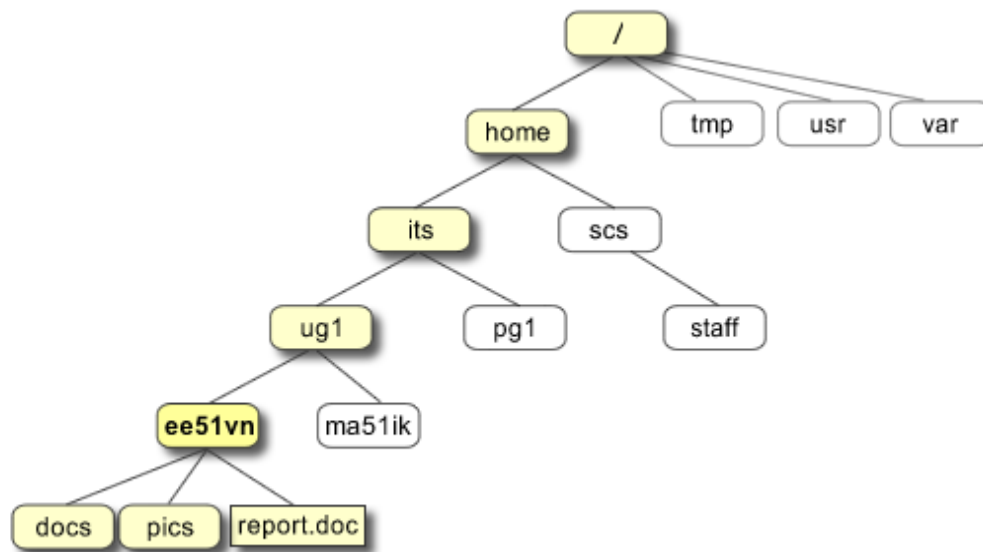 /
home
tmp
usr
var
its
scs
ug1
pg1
staff
ee51vn
ma51ik
docs
pics
report.doc